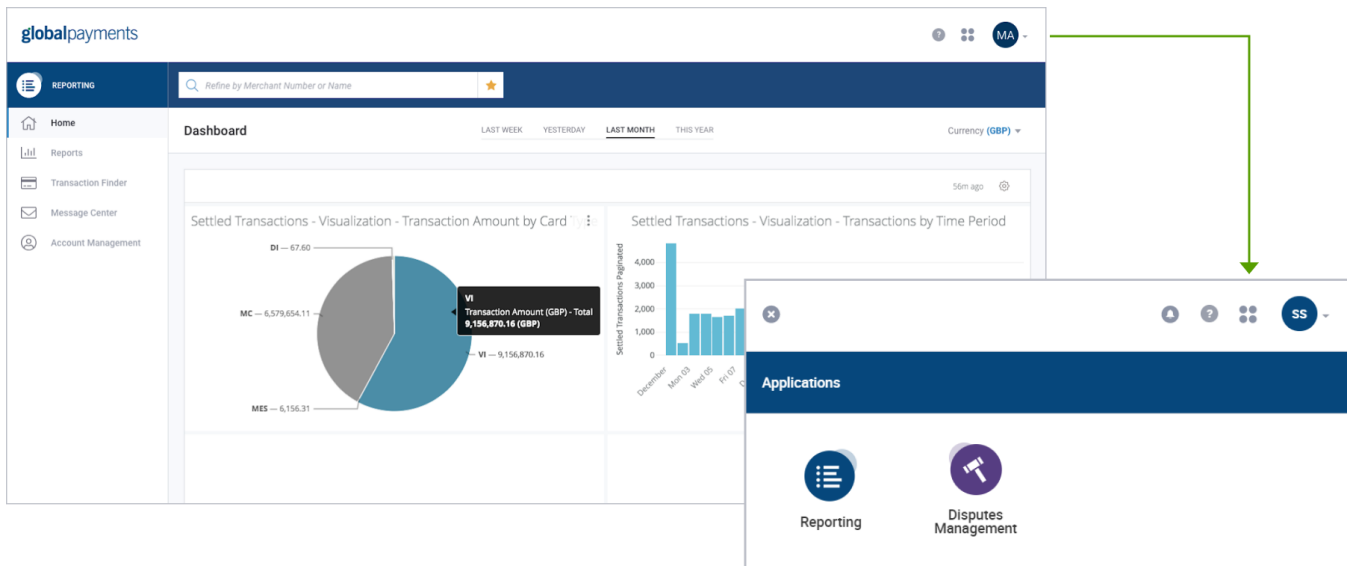 globalpayments
?
MA
REPORTING
Refine by Merchant Number or Name
Home
Reports
Transaction Finder
Message Center
Account Management
Dashboard
LAST WEEK YESTERDAY LAST MONTH THIS YEAR
Currency (GBP)
56m ago
Settled Transactions - Visualization - Transaction Amount by Card Type
DI — 67.60
MC — 6,579,654.11
MES — 6,156.31
VI — 9,156,870.16
VI
Transaction Amount (GBP) - Total
9,156,870.16 (GBP)
Settled Transactions - Visualization - Transactions by Time Period
Settled Transactions Paginated
4,000
3,000
2,000
1,000
0
December
Mon 03
Wed 05
Fri 07
?
SS
Applications
Reporting
Disputes
Management